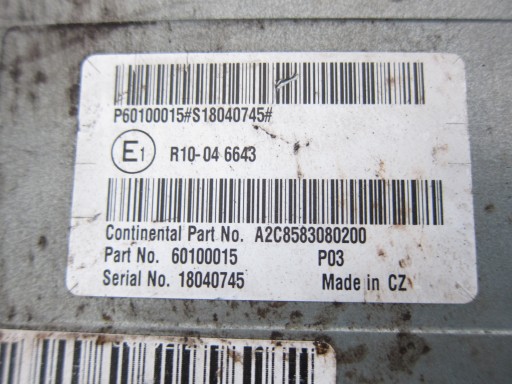 P60100015#S18040745#
E1 R10-04 6643
Continental Part No. A2C8583080200
Part No. 60100015 P03
Serial No. 18040745 Made in CZ